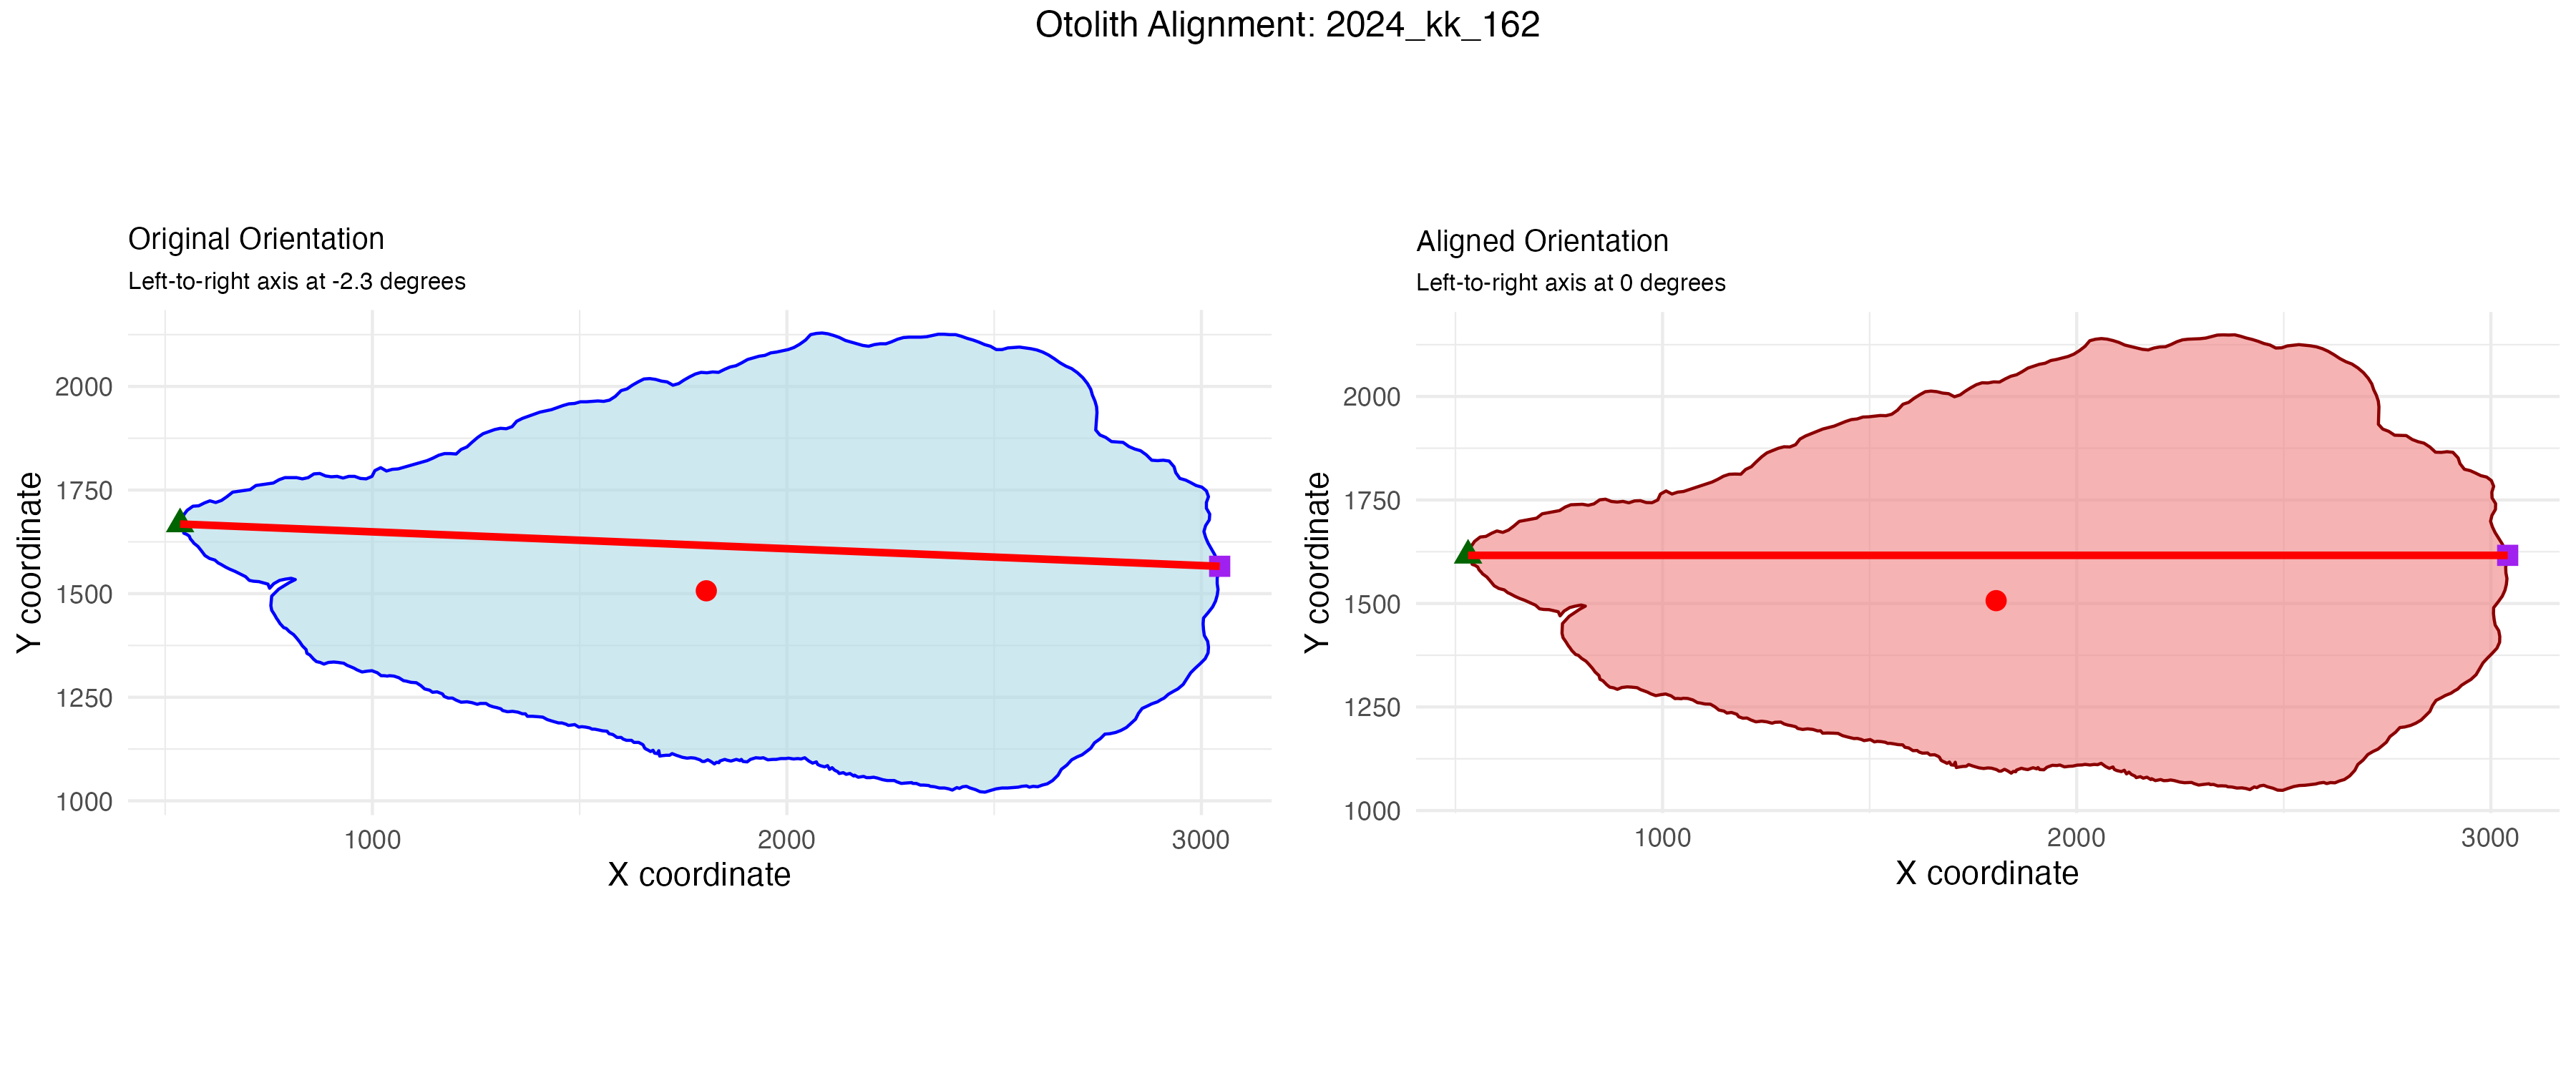 Otolith Alignment: 2024_kk_162
Original Orientation
Left-to-right axis at -2.3 degrees
Y coordinate
2000
1750
1500
1250
1000
1000 2000 3000
X coordinate
Aligned Orientation
Left-to-right axis at 0 degrees
Y coordinate
2000
1750
1500
1250
1000
1000 2000 3000
X coordinate